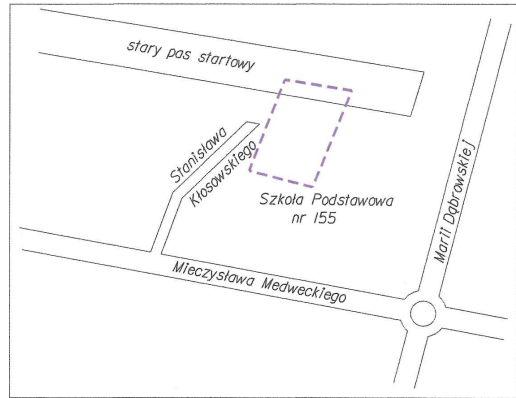 stary pas startowy
Stanisława
Kłosowskiego
Szkoła Podstawowa
nr 155
Marii Dąbrowskiej
Mieczysława Medweckiego